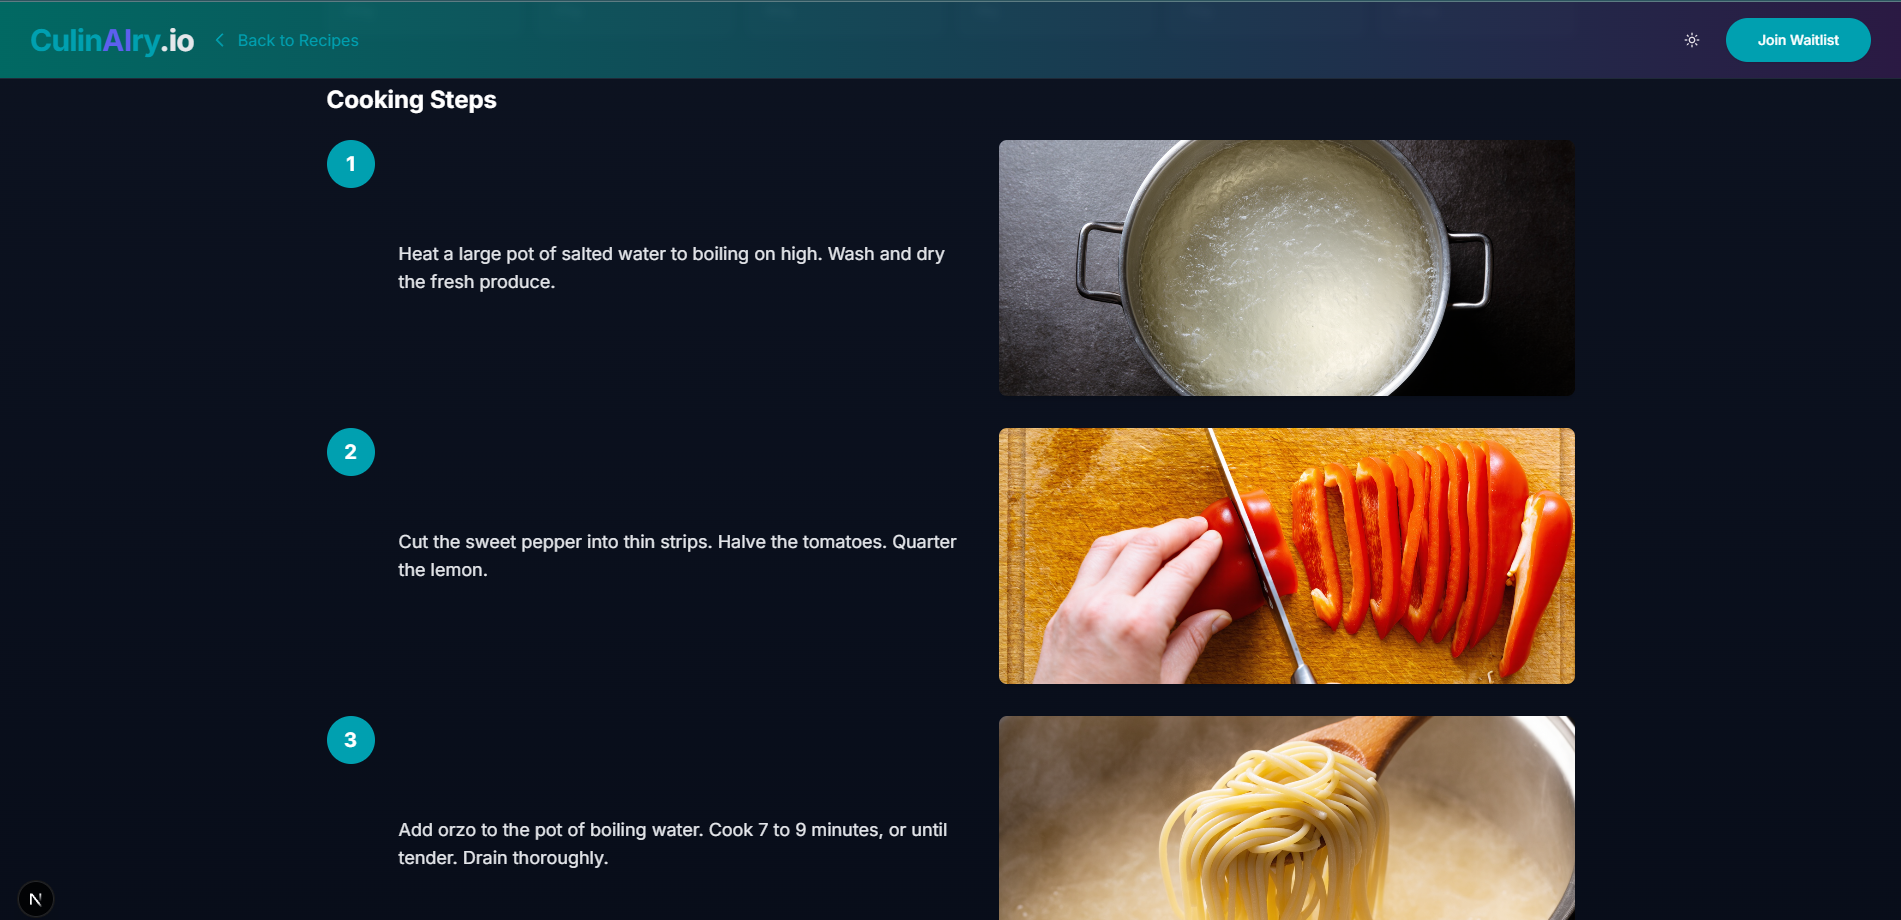 CulinAIry.io
Back to Recipes
Join Waitlist
Cooking Steps
1
Heat a large pot of salted water to boiling on high. Wash and dry
the fresh produce.
2
Cut the sweet pepper into thin strips. Halve the tomatoes. Quarter
the lemon.
3
Add orzo to the pot of boiling water. Cook 7 to 9 minutes, or until
tender. Drain thoroughly.
N